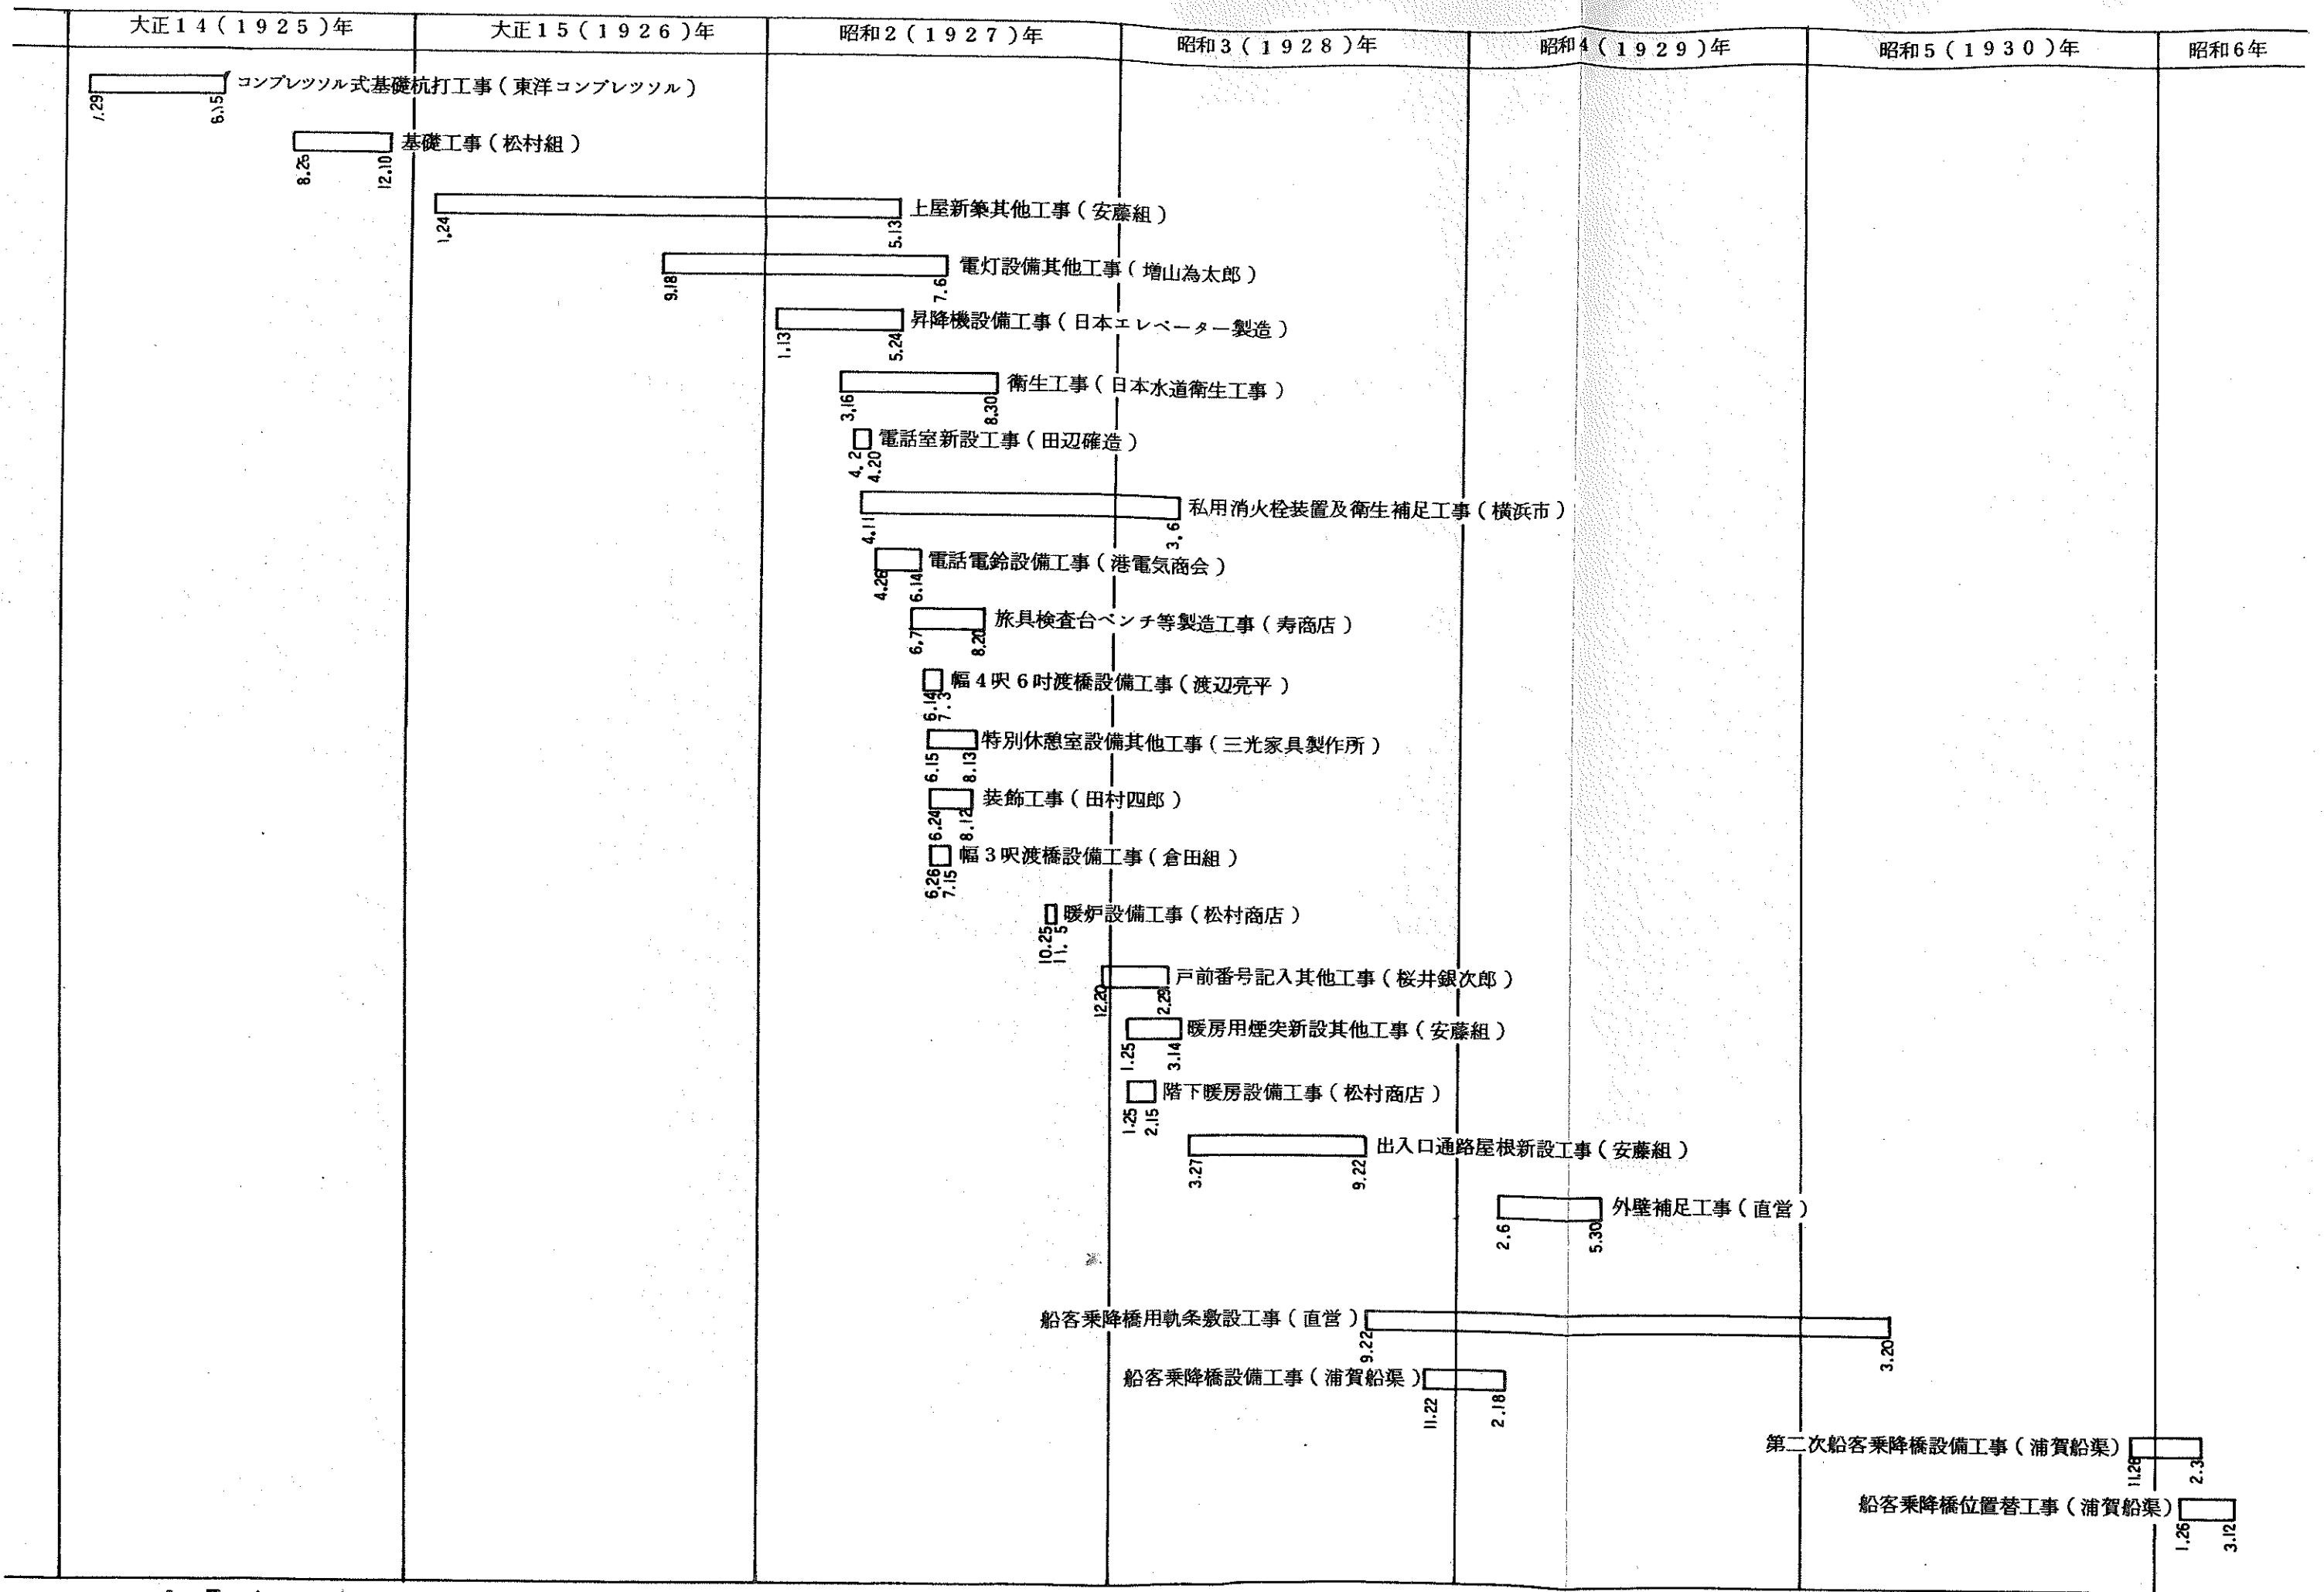 大正14(1925)年　大正15(1926)年　昭和2(1927)年　昭和3(1928)年　昭和4(1929)年　昭和5(1930)年　昭和6年
コンプレツソル式基礎杭打工事(東洋コンプレツソル)
1.29　6.15
基礎工事(松村組)
8.25　12.10
上屋新築其他工事(安藤組)
1.24　5.13
電灯設備其他工事(増山為太郎)
9.18　7.6
昇降機設備工事(日本エレベーター製造)
1.13　5.24
衛生工事(日本水道衛生工事)
3.16　8.30
電話室新設工事(田辺確造)
4.2　4.20
私用消火栓装置及衛生補足工事(横浜市)
4.11　3.6
電話電鈴設備工事(港電気商会)
4.26　6.14
旅具検査台ベンチ等製造工事(寿商店)
6.7　8.20
幅4呎6吋渡橋設備工事(渡辺亮平)
6.14　7.3
特別休憩室設備其他工事(三光家具製作所)
6.15　8.13
装飾工事(田村四郎)
6.24　8.12
幅3呎渡橋設備工事(倉田組)
6.26　7.15
暖炉設備工事(松村商店)
10.25　11.5
戸前番号記入其他工事(桜井銀次郎)
12.20　2.29
暖房用煙突新設其他工事(安藤組)
1.25　3.14
階下暖房設備工事(松村商店)
1.25　2.15
出入口通路屋根新設工事(安藤組)
3.27　9.22
外壁補足工事(直営)
2.6　5.30
船客乗降橋用軌条敷設工事(直営)
9.22　3.20
船客乗降橋設備工事(浦賀船渠)
11.22　2.18
第二次船客乗降橋設備工事(浦賀船渠)
11.26　2.3
船客乗降橋位置替工事(浦賀船渠)
1.26　3.12